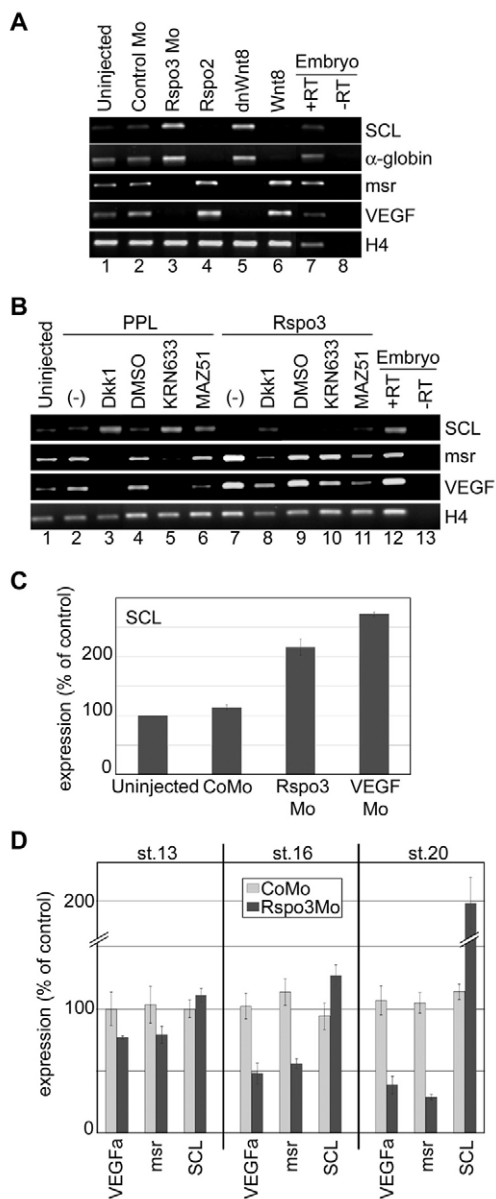 A
Uninjected
Control Mo
Rspo3 Mo
Rspo2
dnWnt8
Wnt8
Embryo
+RT
-RT
SCL
α-globin
msr
VEGF
H4
1 2 3 4 5 6 7 8
B
PPL
Rspo3
Uninjected
(-)
Dkk1
DMSO
KRN633
MAZ51
(-)
Dkk1
DMSO
KRN633
MAZ51
Embryo
+RT
-RT
SCL
msr
VEGF
H4
1 2 3 4 5 6 7 8 9 10 11 12 13
C
SCL
expression (% of control)
200
100
0
Uninjected CoMo Rspo3 VEGF
Mo Mo
D
st.13 st.16 st.20
CoMo
Rspo3Mo
expression (% of control)
200
100
0
VEGFa
msr
SCL
VEGFa
msr
SCL
VEGFa
msr
SCL